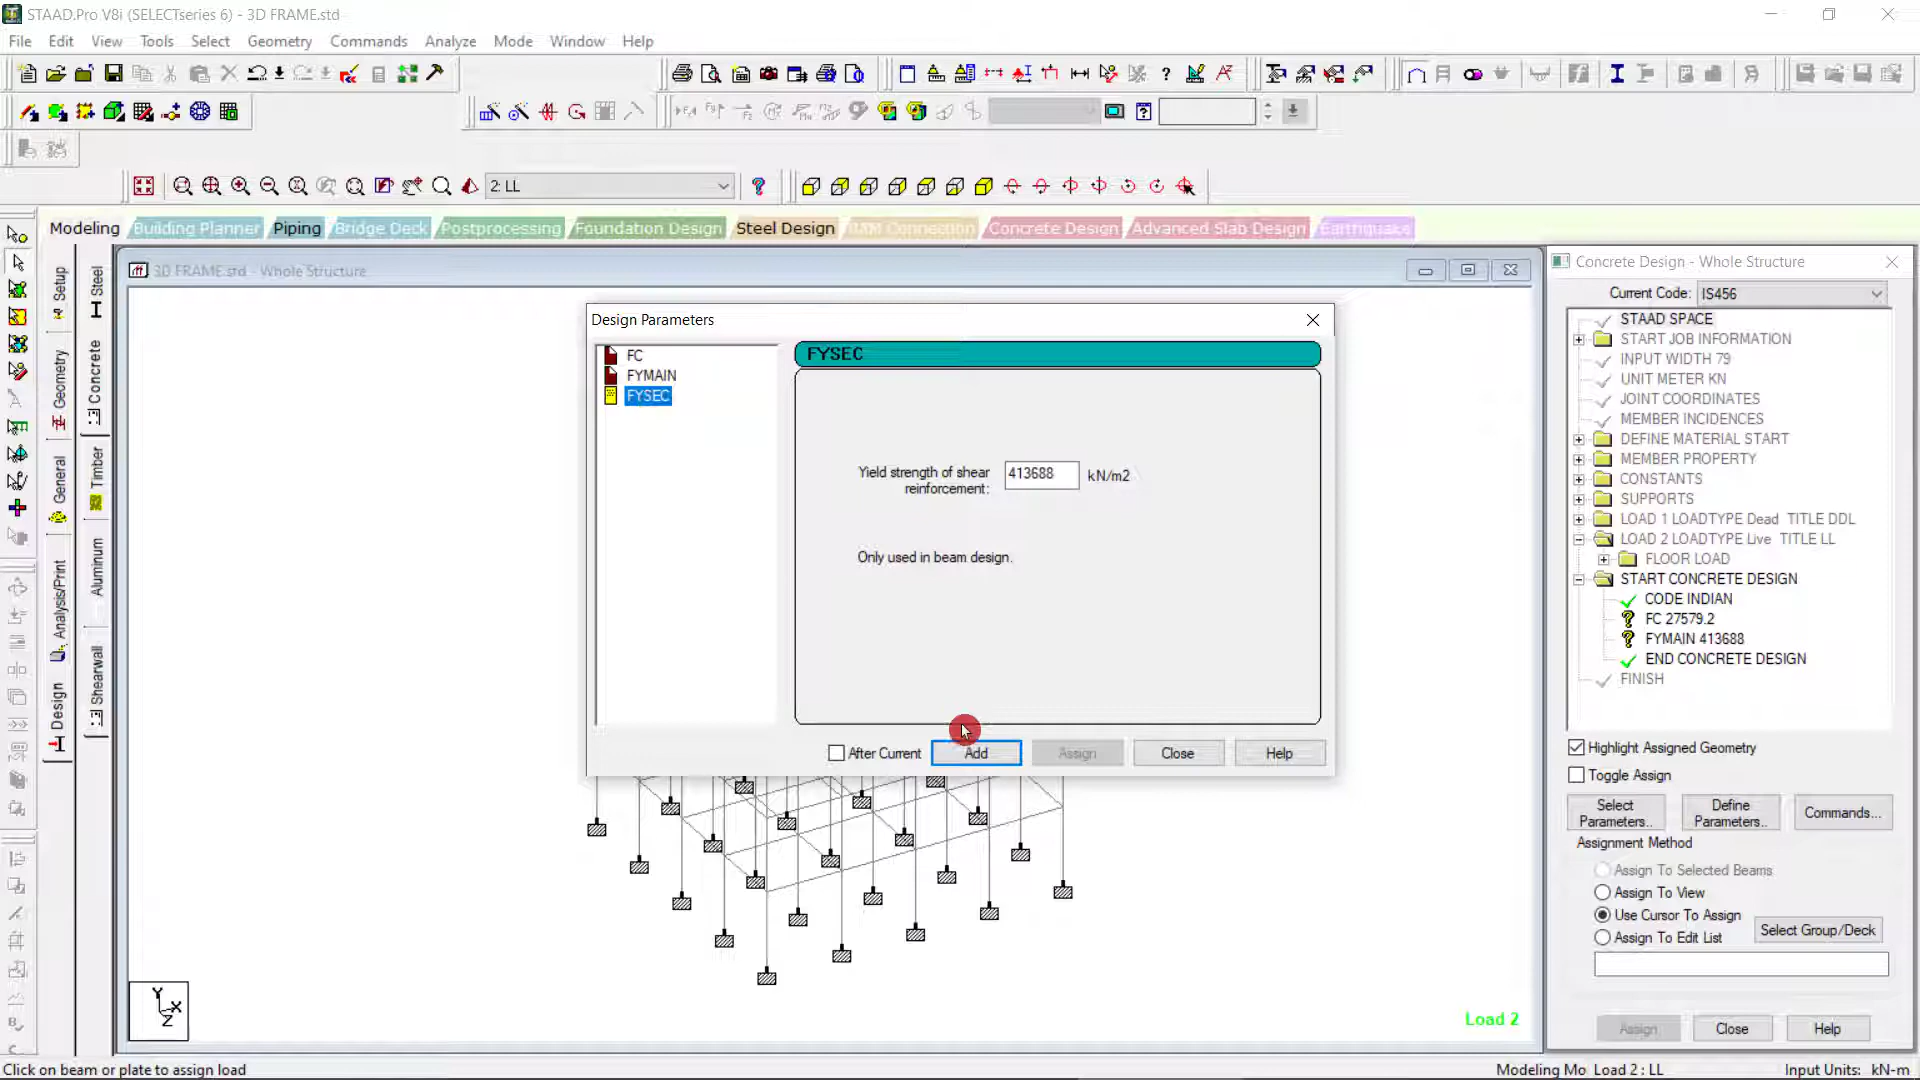 STAAD.Pro V8i (SELECTseries 6) - 3D FRAME.std
File Edit View Tools Select Geometry Commands Analyze Mode Window Help
2: LL
Modeling Building Planner Piping Bridge Deck Postprocessing Foundation Design Steel Design RAM Connection Concrete Design Advanced Slab Design Earthquake
Setup
Geometry
General
Analysis/Print
Design
Steel
Concrete
Timber
Aluminum
Shearwall
3D FRAME.std - Whole Structure
Design Parameters
FC
FYMAIN
FYSEC
FYSEC
Yield strength of shear
reinforcement:
413688
kN/m2
Only used in beam design.
After Current
Add
Assign
Close
Help
Y
X
Z
Load 2
Concrete Design - Whole Structure
Current Code: IS456
STAAD SPACE
START JOB INFORMATION
INPUT WIDTH 79
UNIT METER KN
JOINT COORDINATES
MEMBER INCIDENCES
DEFINE MATERIAL START
MEMBER PROPERTY
CONSTANTS
SUPPORTS
LOAD 1 LOADTYPE Dead TITLE DDL
LOAD 2 LOADTYPE Live TITLE LL
FLOOR LOAD
START CONCRETE DESIGN
CODE INDIAN
FC 27579.2
FYMAIN 413688
END CONCRETE DESIGN
FINISH
Highlight Assigned Geometry
Toggle Assign
Select
Parameters..
Define
Parameters..
Commands...
Assignment Method
Assign To Selected Beams
Assign To View
Use Cursor To Assign
Assign To Edit List
Select Group/Deck
Assign
Close
Help
Click on beam or plate to assign load
Modeling Mo Load 2 : LL
Input Units: kN-m